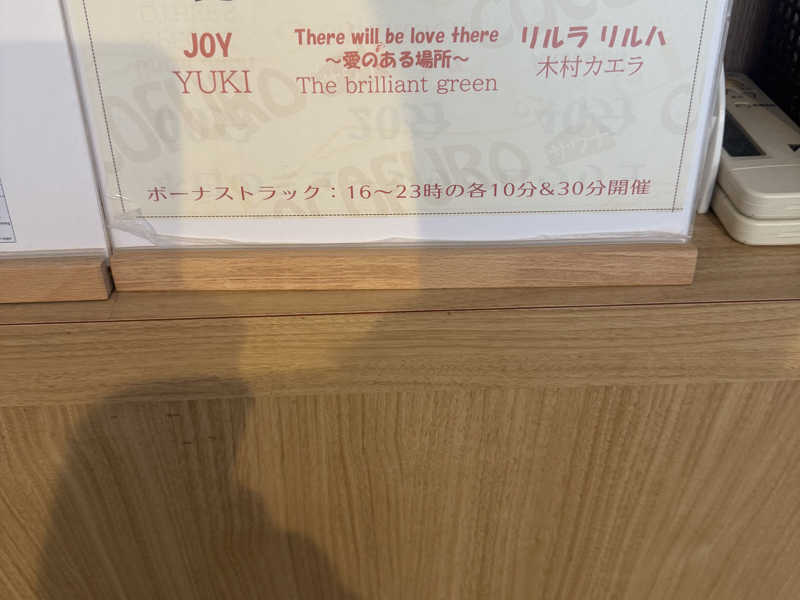 JOY
YUKI
There will be love there
～愛のある場所～
The brilliant green
リルラ リルハ
木村カエラ
ボーナストラック：16～23時の各10分&30分開催